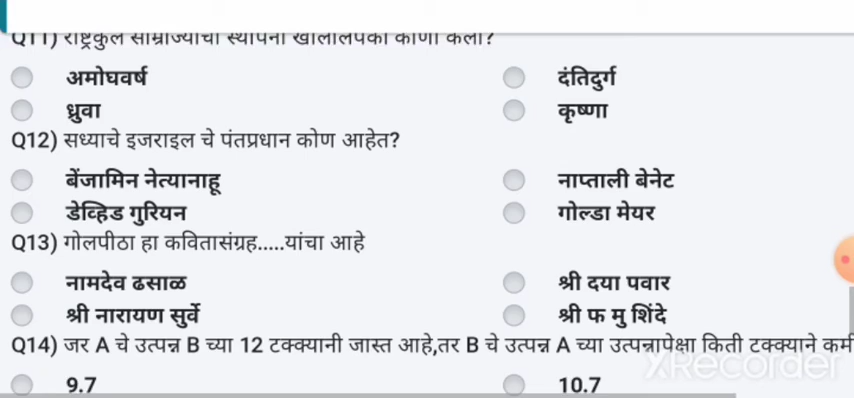 Q11) राष्ट्रकुल साम्राज्याची स्थापना खालीलपैकी कोणी केली?
अमोघवर्ष दंतिदुर्ग
ध्रुवा कृष्णा
Q12) सध्याचे इजराइल चे पंतप्रधान कोण आहेत?
बेंजामिन नेत्यानाहू नाप्ताली बेनेट
डेव्हिड गुरियन गोल्डा मेयर
Q13) गोलपीठा हा कवितासंग्रह.....यांचा आहे
नामदेव ढसाळ श्री दया पवार
श्री नारायण सुर्वे श्री फ मु शिंदे
Q14) जर A चे उत्पन्न B च्या 12 टक्क्यानी जास्त आहे,तर B चे उत्पन्न A च्या उत्पन्नापेक्षा किती टक्क्याने कमी
XRecorder
9.7 10.7